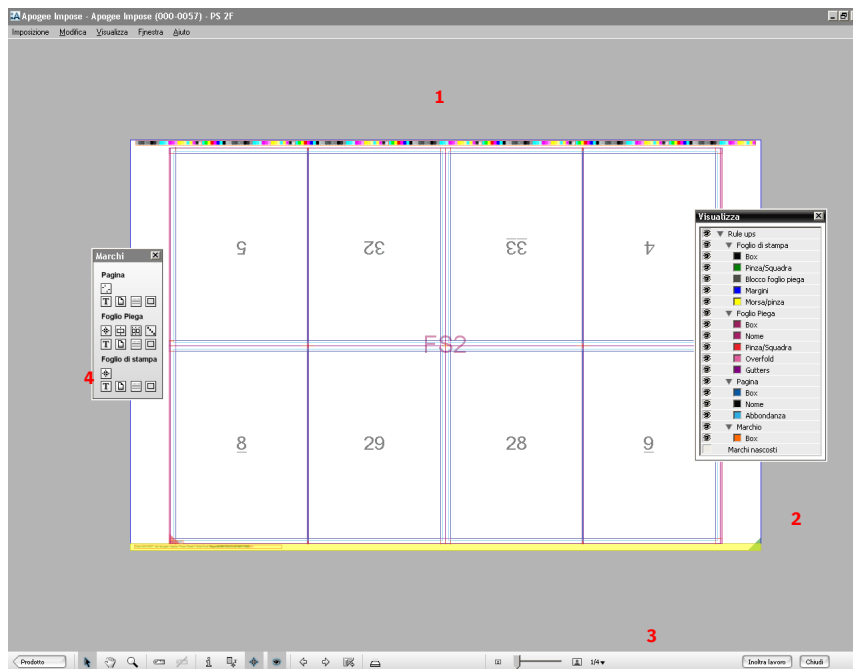 Apogee Impose - Apogee Impose (000-0057) - PS 2F
Imposizione Modifica Visualizza Finestra Aiuto
1
5 32 33 4
Marchi
Pagina
T
Foglio Piega
T
Foglio di stampa
T
4
FS2
8 29 28 9
Visualizza
Rule ups
Foglio di stampa
Box
Pinza/Squadra
Blocco foglio piega
Margini
Morsa/pinza
Foglio Piega
Box
Nome
Pinza/Squadra
Overfold
Gutters
Pagina
Box
Nome
Abbondanza
Marchio
Box
Marchi nascosti
2
3
Prodotto 1/4 Inoltra lavoro Chiudi